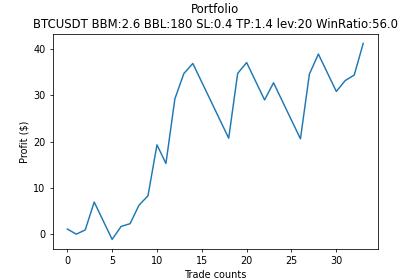 Portfolio
BTCUSDT BBM:2.6 BBL:180 SL:0.4 TP:1.4 lev:20 WinRatio:56.0
Profit ($)
40
30
20
10
0
0 5 10 15 20 25 30
Trade counts